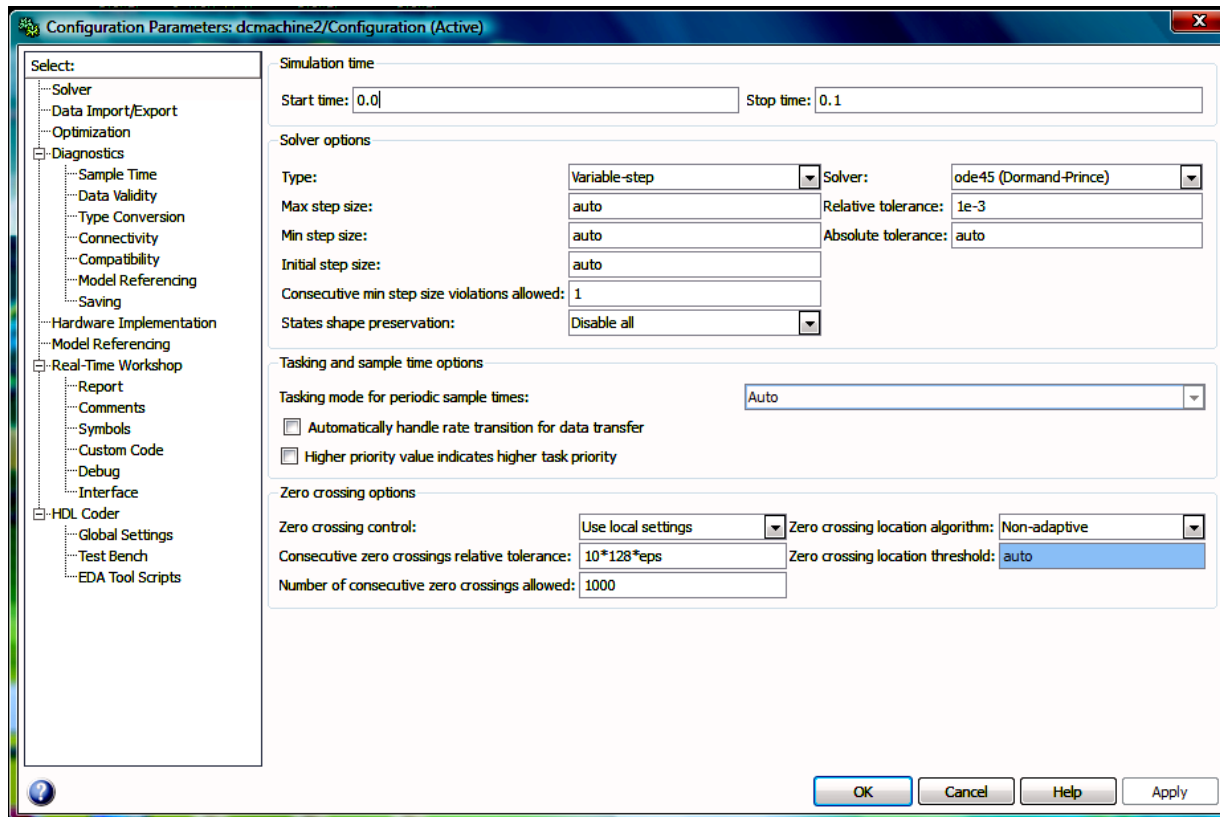 Configuration Parameters: dcmachine2/Configuration (Active)
Select:
Solver
Data Import/Export
Optimization
Diagnostics
Sample Time
Data Validity
Type Conversion
Connectivity
Compatibility
Model Referencing
Saving
Hardware Implementation
Model Referencing
Real-Time Workshop
Report
Comments
Symbols
Custom Code
Debug
Interface
HDL Coder
Global Settings
Test Bench
EDA Tool Scripts
Simulation time
Start time: 0.0 Stop time: 0.1
Solver options
Type: Variable-step Solver: ode45 (Dormand-Prince)
Max step size: auto Relative tolerance: 1e-3
Min step size: auto Absolute tolerance: auto
Initial step size: auto
Consecutive min step size violations allowed: 1
States shape preservation: Disable all
Tasking and sample time options
Tasking mode for periodic sample times: Auto
Automatically handle rate transition for data transfer
Higher priority value indicates higher task priority
Zero crossing options
Zero crossing control: Use local settings Zero crossing location algorithm: Non-adaptive
Consecutive zero crossings relative tolerance: 10*128*eps Zero crossing location threshold: auto
Number of consecutive zero crossings allowed: 1000
OK Cancel Help Apply